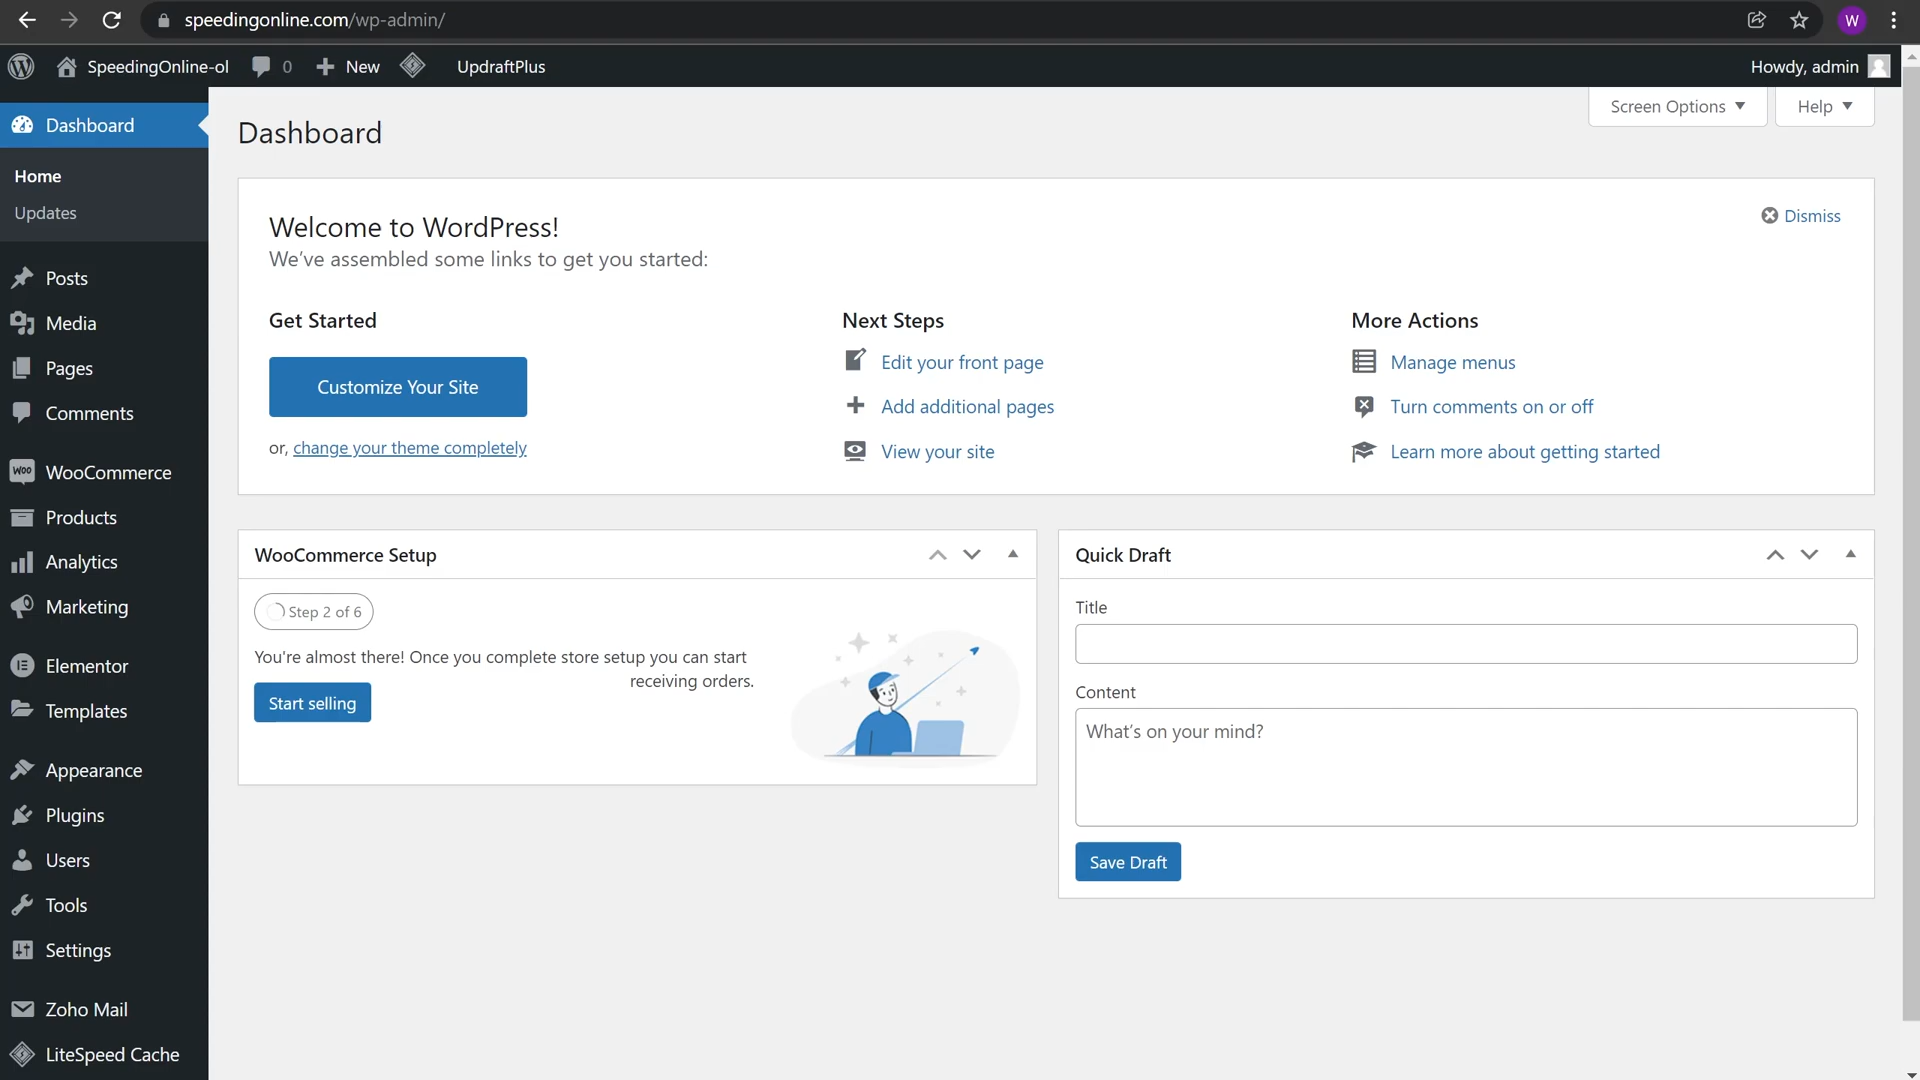 speedingonline.com/wp-admin/
W
SpeedingOnline-ol
0
New
UpdraftPlus
Howdy, admin
Screen Options
Help
Dashboard
Home
Updates
Posts
Media
Pages
Comments
WOO WooCommerce
Products
Analytics
Marketing
Elementor
Templates
Appearance
Plugins
Users
Tools
Settings
Zoho Mail
LiteSpeed Cache
Dashboard
Welcome to WordPress!
Dismiss
We’ve assembled some links to get you started:
Get Started
Customize Your Site
or, change your theme completely
Next Steps
Edit your front page
Add additional pages
View your site
More Actions
Manage menus
Turn comments on or off
Learn more about getting started
WooCommerce Setup
Step 2 of 6
You're almost there! Once you complete store setup you can start
receiving orders.
Start selling
Quick Draft
Title
Content
What’s on your mind?
Save Draft